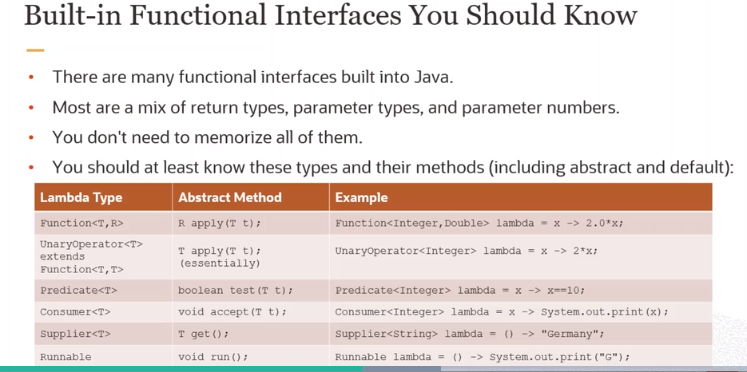 Built-in Functional Interfaces You Should Know
• There are many functional interfaces built into Java.
• Most are a mix of return types, parameter types, and parameter numbers.
• You don't need to memorize all of them.
• You should at least know these types and their methods (including abstract and default):
Lambda Type Abstract Method Example
Function<T,R> R apply(T t); Function<Integer,Double> lambda = x -> 2.0*x;
UnaryOperator<T>
extends
Function<T,T>
T apply(T t);
(essentially)
UnaryOperator<Integer> lambda = x -> 2*x;
Predicate<T> boolean test(T t); Predicate<Integer> lambda = x -> x==10;
Consumer<T> void accept(T t); Consumer<Integer> lambda = x -> System.out.print(x);
Supplier<T> T get(); Supplier<String> lambda = () -> "Germany";
Runnable void run(); Runnable lambda = () -> System.out.print("G");